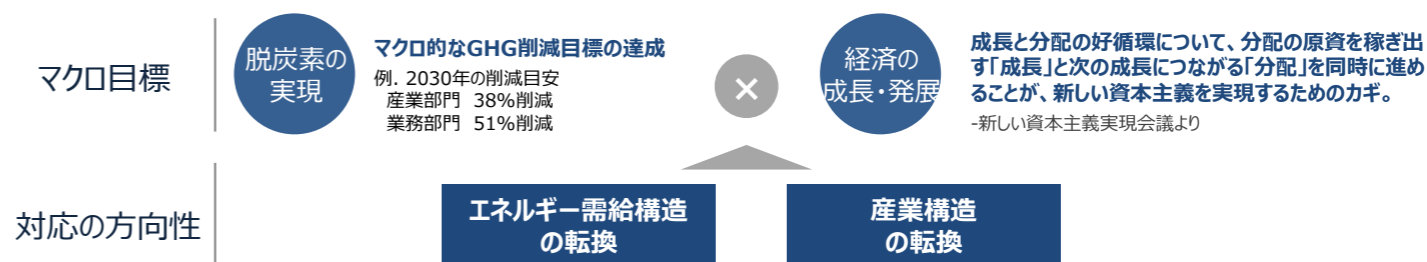 マクロ目標
脱炭素の
実現
マクロ的なGHG削減目標の達成
例. 2030年の削減目安
産業部門 38%削減
業務部門 51%削減
×
経済の
成長・発展
成長と分配の好循環について、分配の原資を稼ぎ出
す「成長」と次の成長につながる「分配」を同時に進め
ることが、新しい資本主義を実現するためのカギ。
-新しい資本主義実現会議より
対応の方向性
エネルギー需給構造
の転換
産業構造
の転換